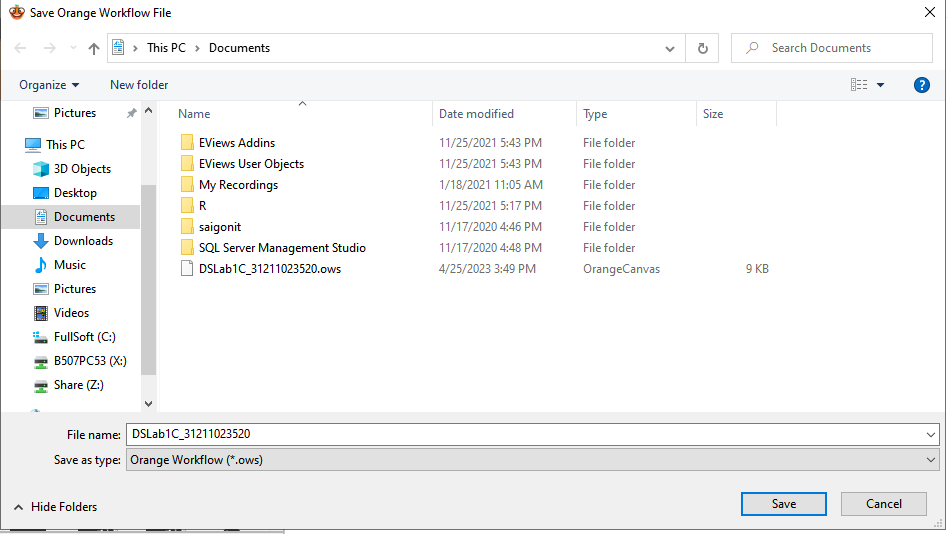 Save Orange Workflow File
This PC > Documents
Search Documents
Organize
New folder
?
Pictures
This PC
3D Objects
Desktop
Documents
Downloads
Music
Pictures
Videos
FullSoft (C:)
B507PC53 (X:)
Share (Z:)
Name Date modified Type Size
EViews Addins 11/25/2021 5:43 PM File folder
EViews User Objects 11/25/2021 5:43 PM File folder
My Recordings 1/18/2021 11:05 AM File folder
R 11/25/2021 5:17 PM File folder
saigonit 11/17/2020 4:46 PM File folder
SQL Server Management Studio 11/17/2020 4:48 PM File folder
DSLab1C_31211023520.ows 4/25/2023 3:49 PM OrangeCanvas 9 KB
File name: DSLab1C_31211023520
Save as type: Orange Workflow (*.ows)
Hide Folders
Save
Cancel